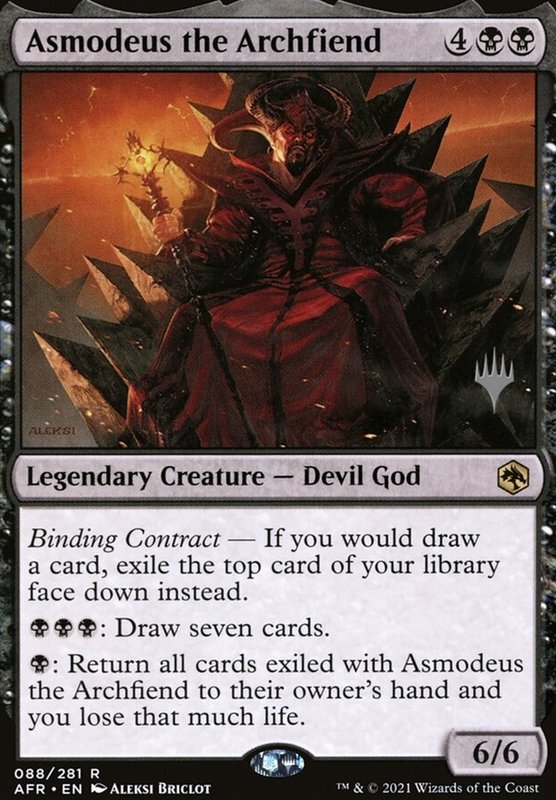 Asmodeus the Archfiend 4
ALEKSI
Legendary Creature — Devil God
Binding Contract — If you would draw
a card, exile the top card of your library
face down instead.
: Draw seven cards.
: Return all cards exiled with Asmodeus
the Archfiend to their owner's hand and
you lose that much life.
6/6
088/281 R
AFR • EN Aleksi Briclot
™ & © 2021 Wizards of the Coast